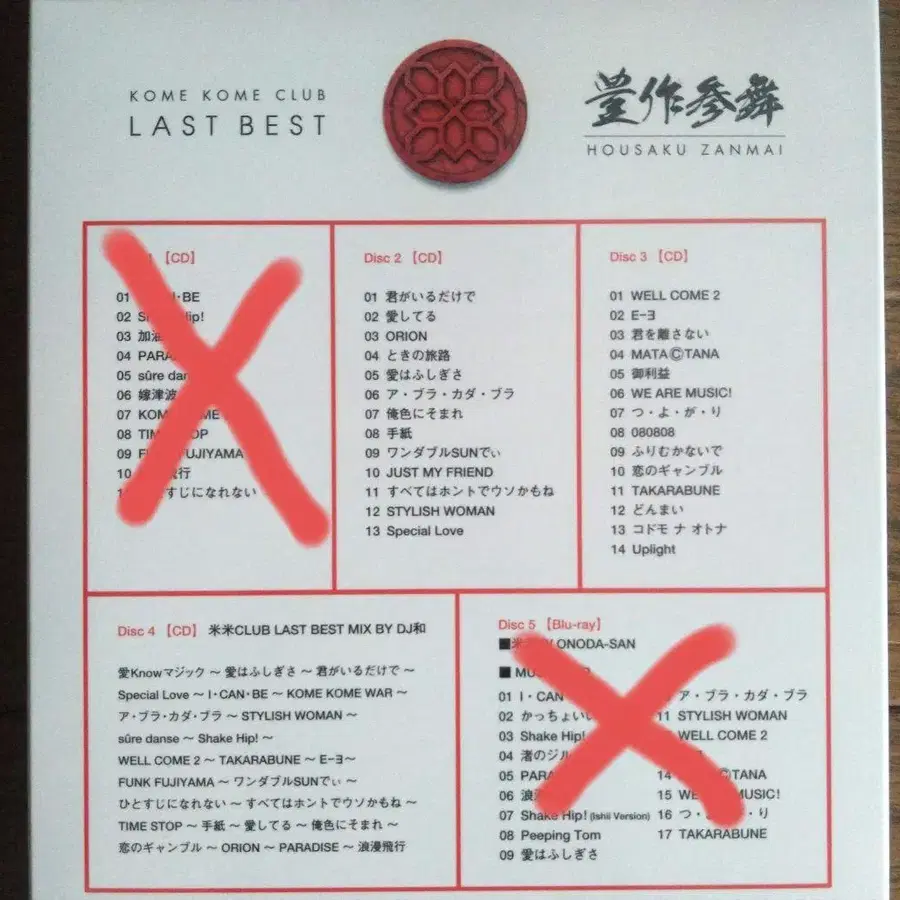 KOME KOME CLUB
LAST BEST
豊作参舞
HOUSAKU ZANMAI
【CD】
01 BE
02 Hip!
03 加
04 PARA
05 sûre dan
06 嫁津波
07 KOM ME
08 TIM OP
09 F FUJIYAMA
10 飛行
すじになれない
Disc 2 【CD】
01 君がいるだけで
02 愛してる
03 ORION
04 ときの旅路
05 愛はふしぎさ
06 ア・ブラ・カダ・ブラ
07 俺色にそまれ
08 手紙
09 ワンダブルSUNでぃ
10 JUST MY FRIEND
11 すべてはホントでウソかもね
12 STYLISH WOMAN
13 Special Love
Disc 3 【CD】
01 WELL COME 2
02 E-ヨ
03 君を離さない
04 MATAⒸTANA
05 御利益
06 WE ARE MUSIC!
07 つ・よ・が・り
08 080808
09 ふりむかないで
10 恋のギャンブル
11 TAKARABUNE
12 どんまい
13 コドモ ナ オトナ
14 Uplight
Disc 4 【CD】 米米CLUB LAST BEST MIX BY DJ和
愛Knowマジック ～ 愛はふしぎさ ～ 君がいるだけで ～
Special Love ～ I・CAN・BE ～ KOME KOME WAR ～
ア・ブラ・カダ・ブラ ～ STYLISH WOMAN ～
sûre danse ～ Shake Hip! ～
WELL COME 2 ～ TAKARABUNE ～ E-ヨ～
FUNK FUJIYAMA ～ ワンダブルSUNでぃ ～
ひとすじになれない ～ すべてはホントでウソかもね ～
TIME STOP ～ 手紙 ～ 愛してる ～ 俺色にそまれ ～
恋のギャンブル ～ ORION ～ PARADISE ～ 浪漫飛行
Disc 5 【Blu-ray】
■米 ONODA-SAN
■ MU
01 I・CAN
02 かっちょい
03 Shake Hip!
04 渚のジル
05 PARA
06 浪
07 Shake Hip! (Ishii Version)
08 Peeping Tom
09 愛はふしぎさ
ア・ブラ・カダ・ブラ
11 STYLISH WOMAN
WELL COME 2
14 ⒸTANA
15 WE MUSIC!
16 つ・よ・が・り
17 TAKARABUNE